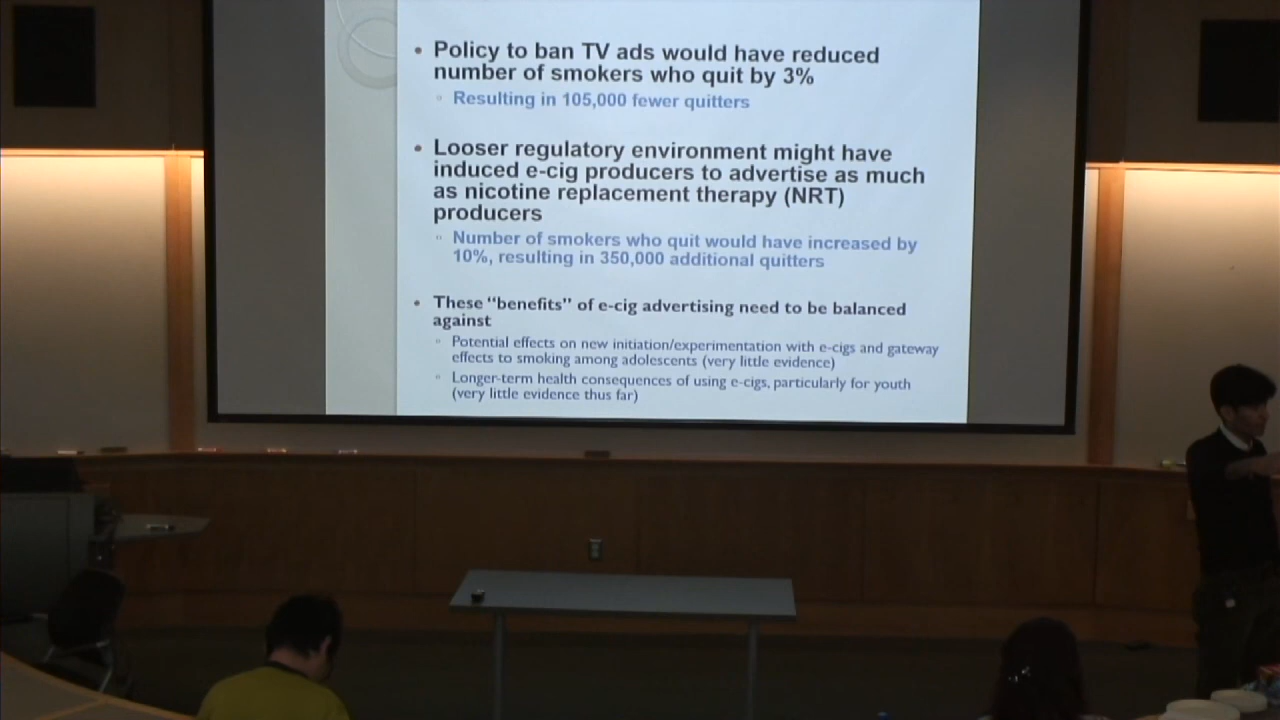 • Policy to ban TV ads would have reduced
number of smokers who quit by 3%
Resulting in 105,000 fewer quitters
• Looser regulatory environment might have
induced e-cig producers to advertise as much
as nicotine replacement therapy (NRT)
producers
Number of smokers who quit would have increased by
10%, resulting in 350,000 additional quitters
• These “benefits” of e-cig advertising need to be balanced
against
Potential effects on new initiation/experimentation with e-cigs and gateway
effects to smoking among adolescents (very little evidence)
Longer-term health consequences of using e-cigs, particularly for youth
(very little evidence thus far)